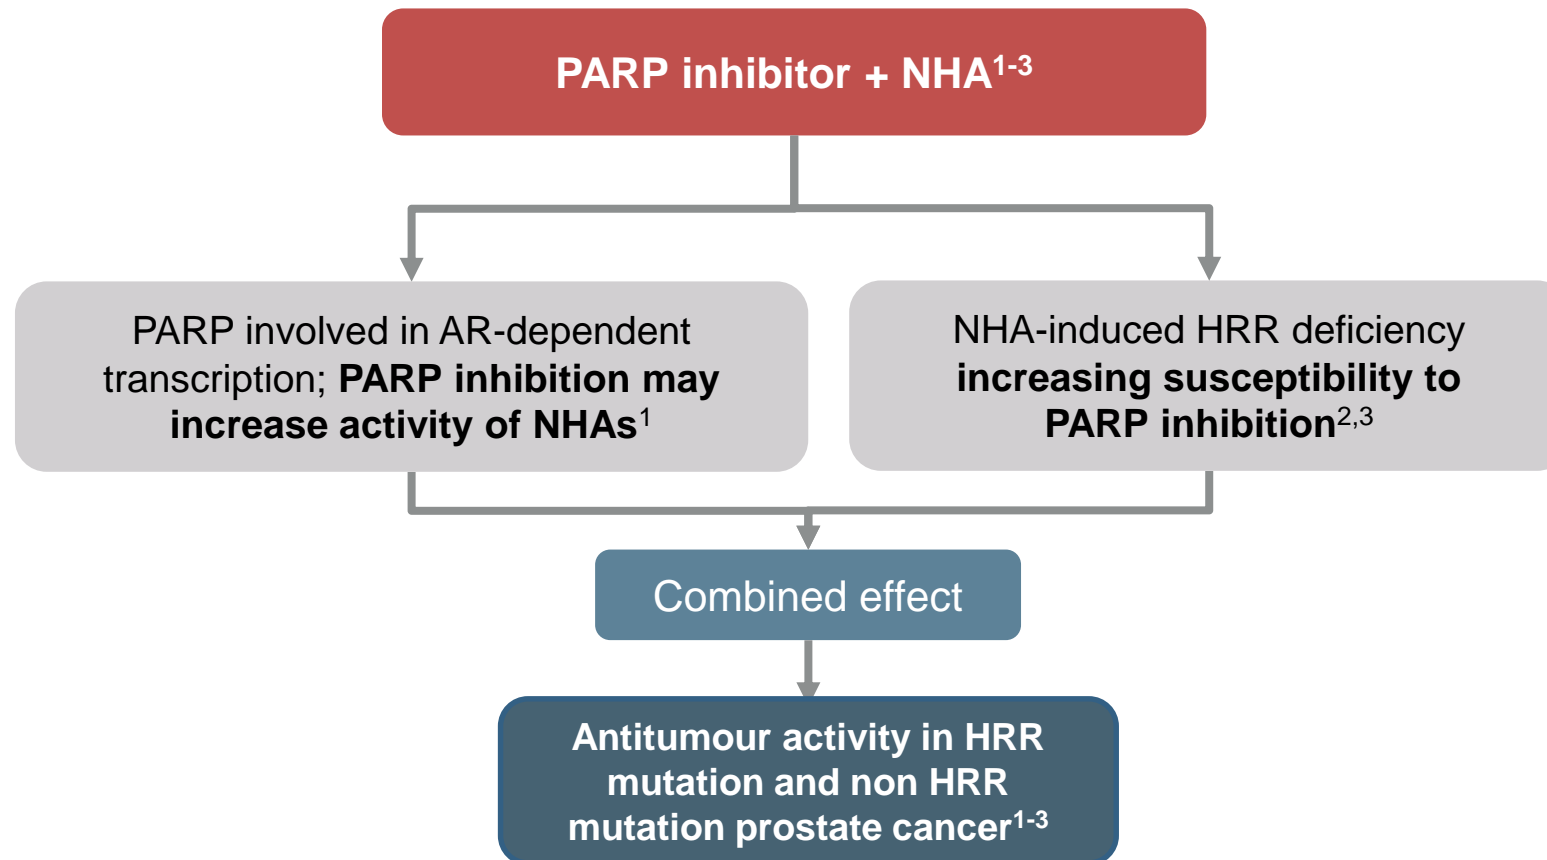 PARP inhibitor + NHA1-3
PARP involved in AR-dependent
transcription; PARP inhibition may
increase activity of NHAs1
NHA-induced HRR deficiency
increasing susceptibility to
PARP inhibition2,3
Combined effect
Antitumour activity in HRR
mutation and non HRR
mutation prostate cancer1-3